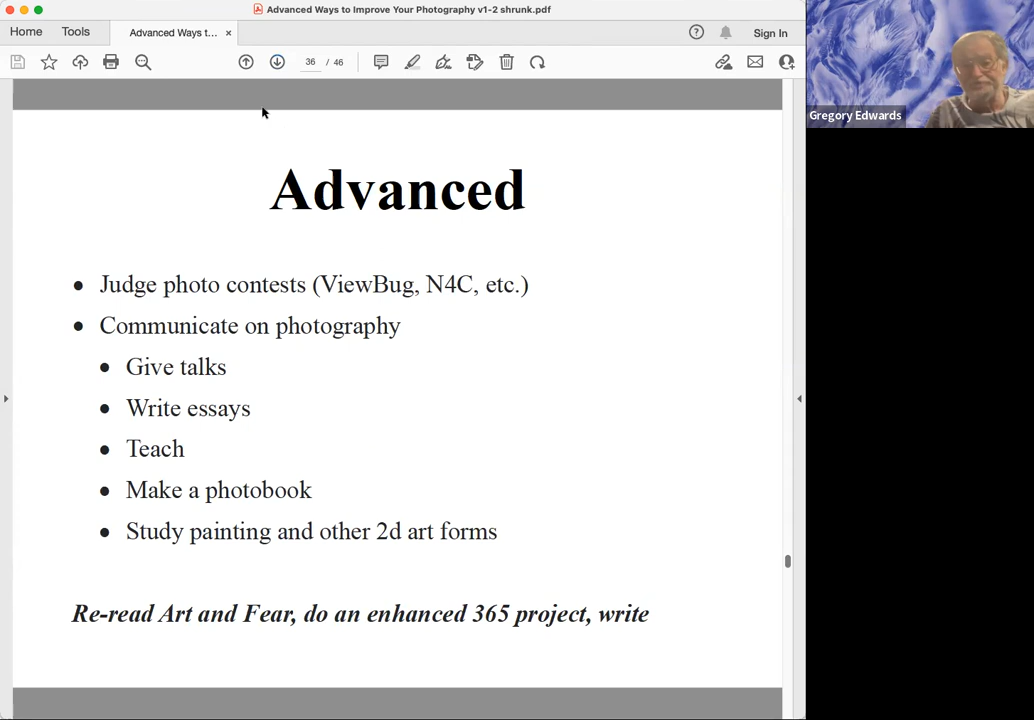 Advanced Ways to Improve Your Photography v1-2 shrunk.pdf
Home Tools Advanced Ways t... × Sign In
36 / 46
Gregory Edwards
Advanced
• Judge photo contests (ViewBug, N4C, etc.)
• Communicate on photography
• Give talks
• Write essays
• Teach
• Make a photobook
• Study painting and other 2d art forms
Re-read Art and Fear, do an enhanced 365 project, write